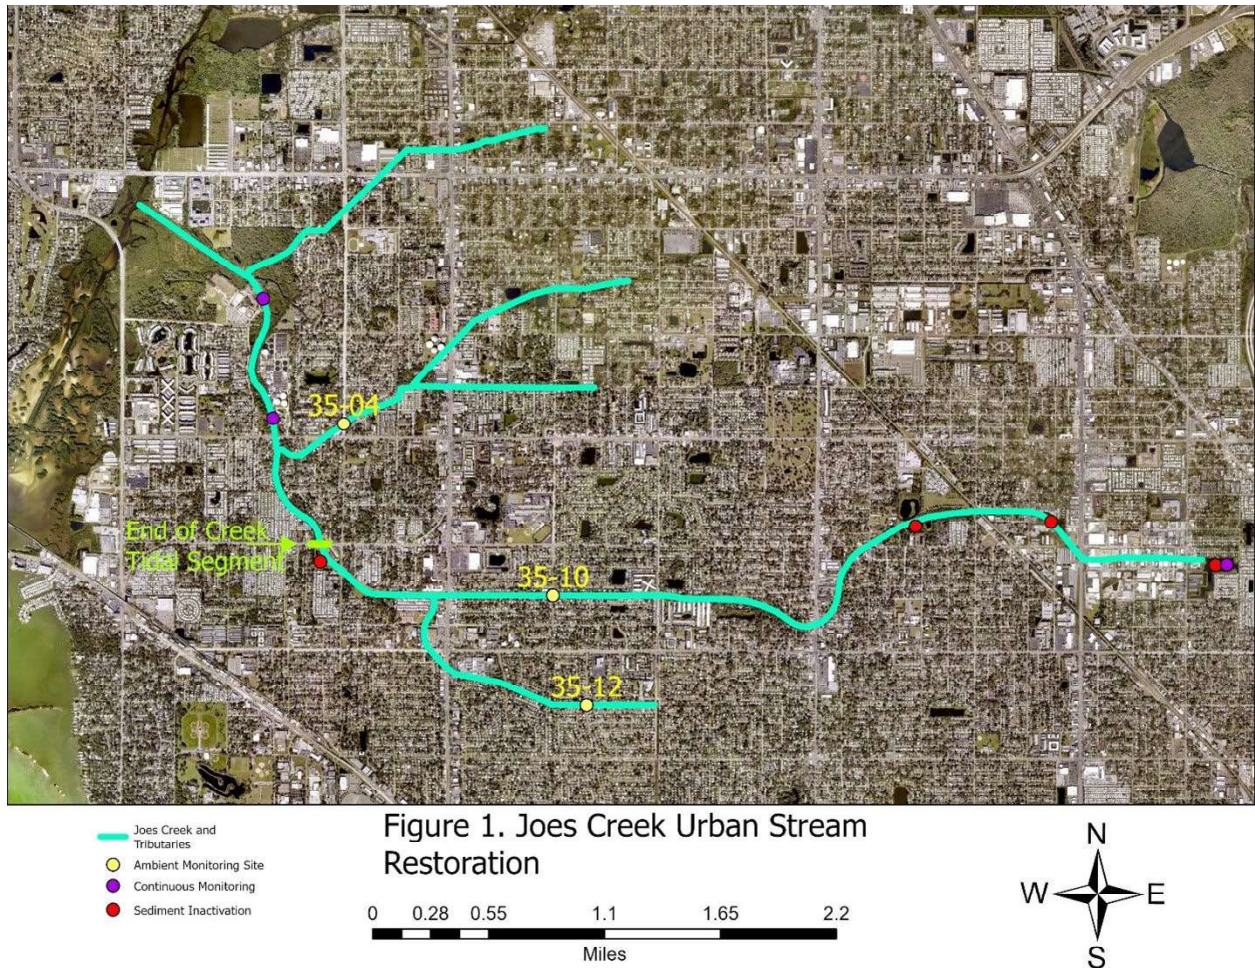 35-04
End of Creek
Tidal Segment
35-10
35-12
Joes Creek and
Tributaries
Ambient Monitoring Site
Continuous Monitoring
Sediment Inactivation
Figure 1. Joes Creek Urban Stream
Restoration
0 0.28 0.55 1.1 1.65 2.2
Miles
N
W E
S